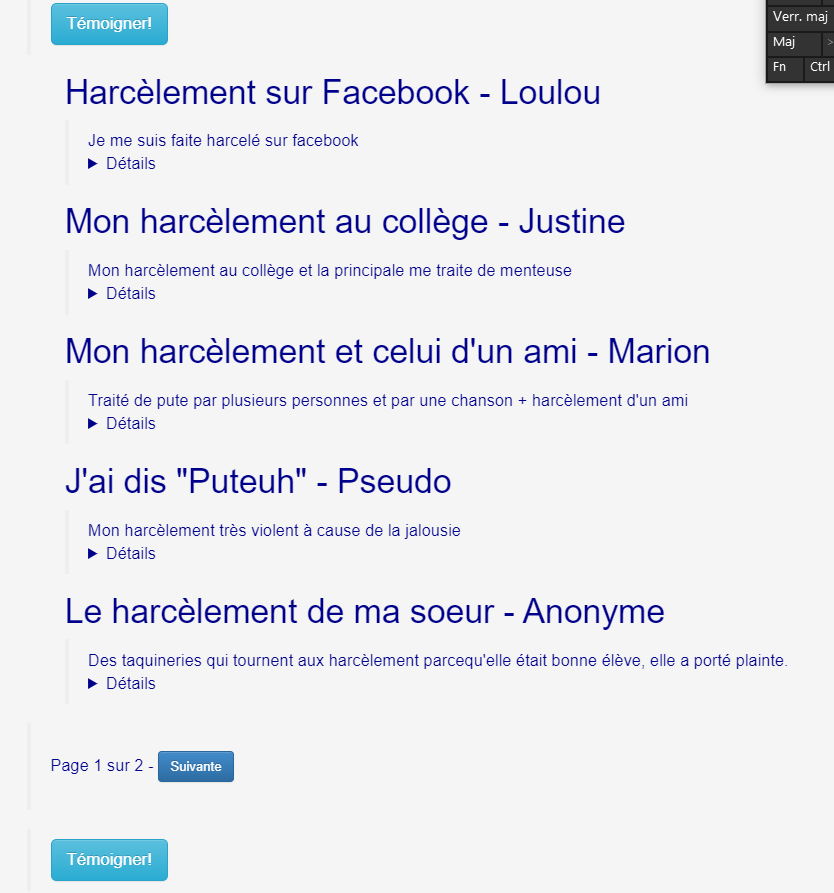 Témoigner!
Verr. maj
Maj >
Fn Ctrl
Harcèlement sur Facebook - Loulou
Je me suis faite harcelé sur facebook
Détails
Mon harcèlement au collège - Justine
Mon harcèlement au collège et la principale me traite de menteuse
Détails
Mon harcèlement et celui d'un ami - Marion
Traité de pute par plusieurs personnes et par une chanson + harcèlement d'un ami
Détails
J'ai dis "Puteuh" - Pseudo
Mon harcèlement très violent à cause de la jalousie
Détails
Le harcèlement de ma soeur - Anonyme
Des taquineries qui tournent aux harcèlement parcequ'elle était bonne élève, elle a porté plainte.
Détails
Page 1 sur 2 - Suivante
Témoigner!